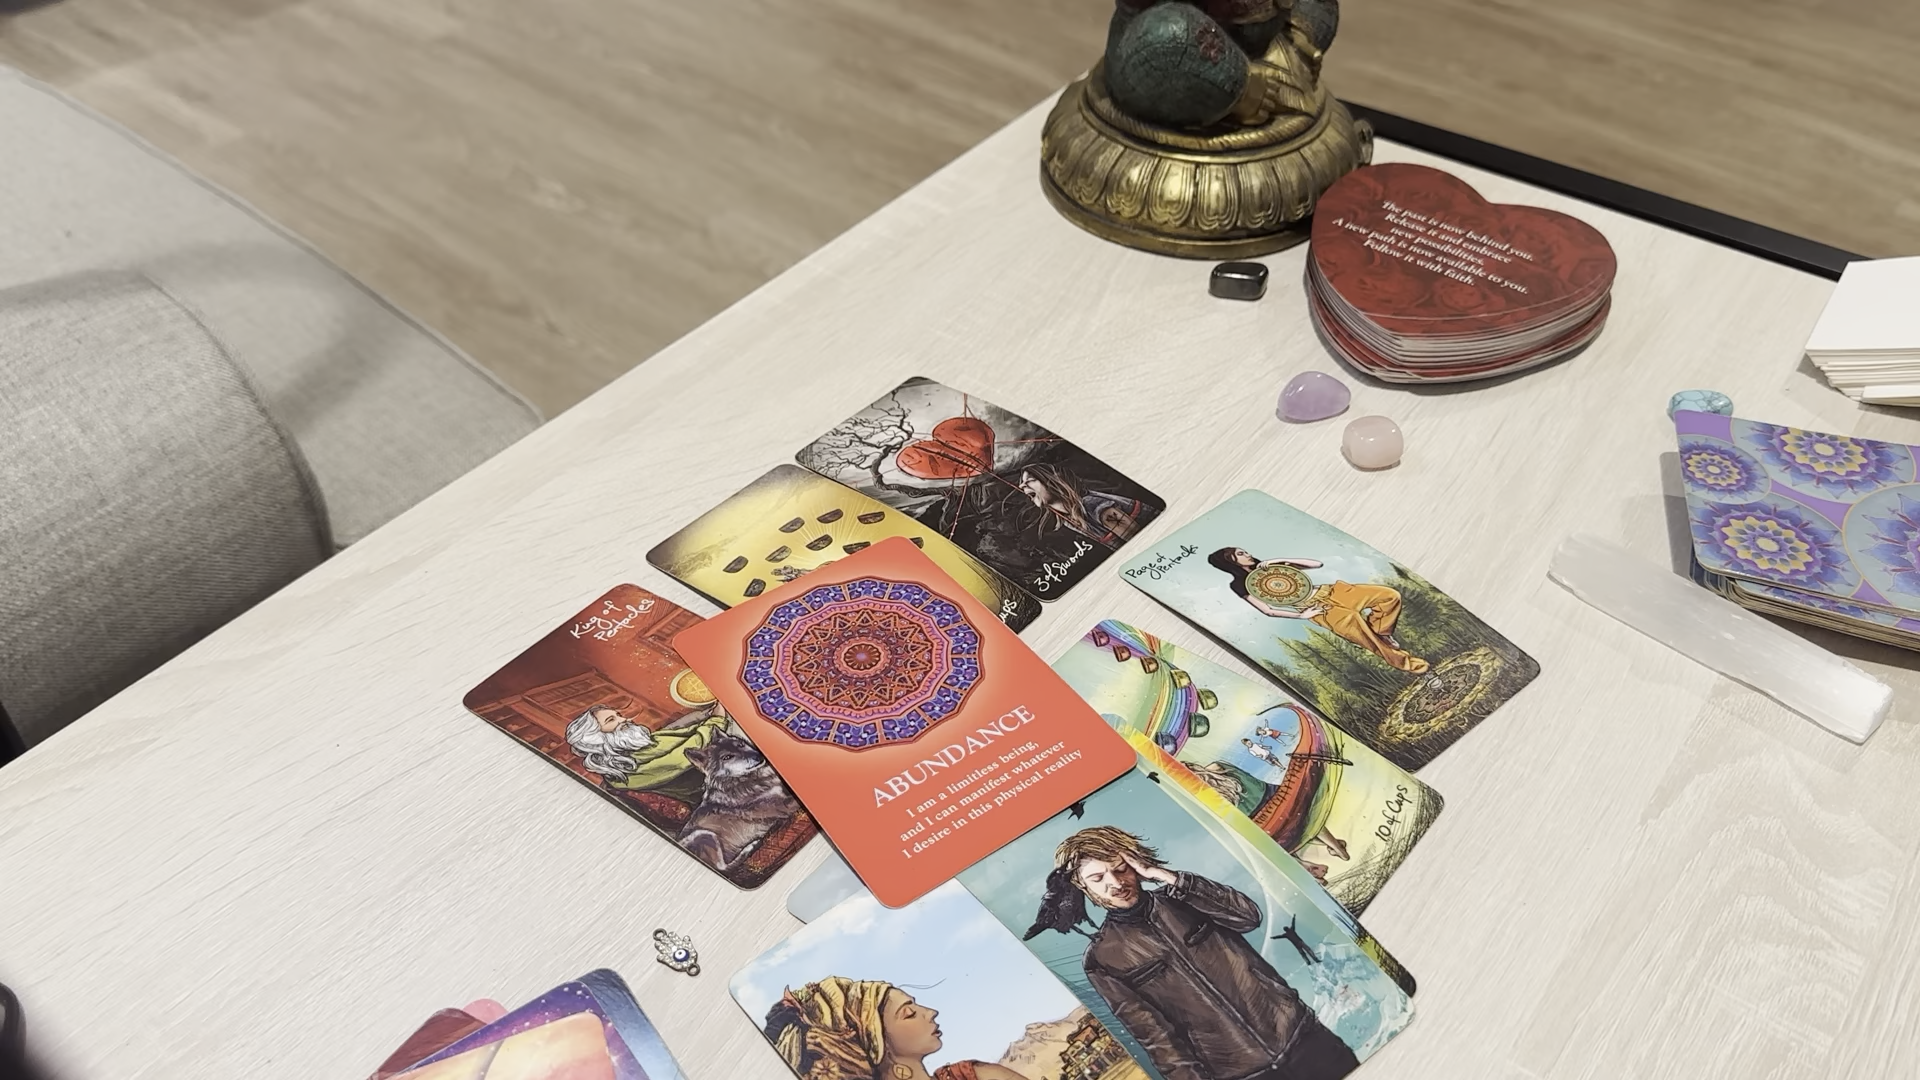 The past is now behind you.
Release it and embrace
new possibilities.
A new path is now available to you.
Follow it with faith.
3 of Swords
Page of
Pentacles
King of
Pentacles
ABUNDANCE
I am a limitless being,
and I can manifest whatever
I desire in this physical reality
10 of Cups